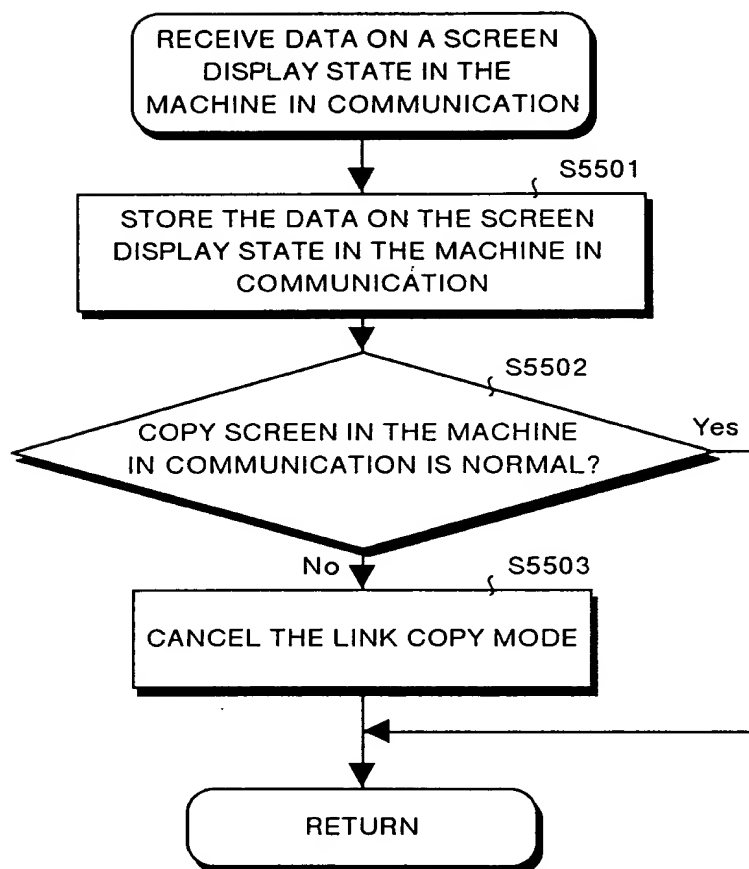 RECEIVE DATA ON A SCREEN
DISPLAY STATE IN THE
MACHINE IN COMMUNICATION
S5501
STORE THE DATA ON THE SCREEN
DISPLAY STATE IN THE MACHINE IN
COMMUNICATION
S5502
COPY SCREEN IN THE MACHINE
IN COMMUNICATION IS NORMAL?
Yes
No
S5503
CANCEL THE LINK COPY MODE
RETURN